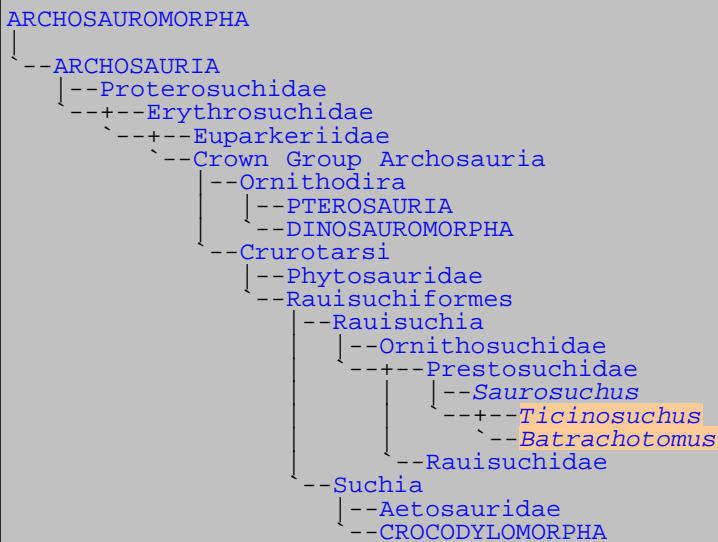 ARCHOSAUROMORPHA
|
`--ARCHOSAURIA
   |--Proterosuchidae
   `--+--Erythrosuchidae
      `--+--Euparkeriidae
         `--Crown Group Archosauria
            |--Ornithodira
            |  |--PTEROSAURIA
            |  `--DINOSAUROMORPHA
            `--Crurotarsi
               |--Phytosauridae
               `--Rauisuchiformes
                  |--Rauisuchia
                  |  |--Ornithosuchidae
                  |  `--+--Prestosuchidae
                  |     |  |--Saurosuchus
                  |     |  `--+--Ticinosuchus
                  |     |     `--Batrachotomus
                  |     `--Rauisuchidae
                  `--Suchia
                     |--Aetosauridae
                     `--CROCODYLOMORPHA